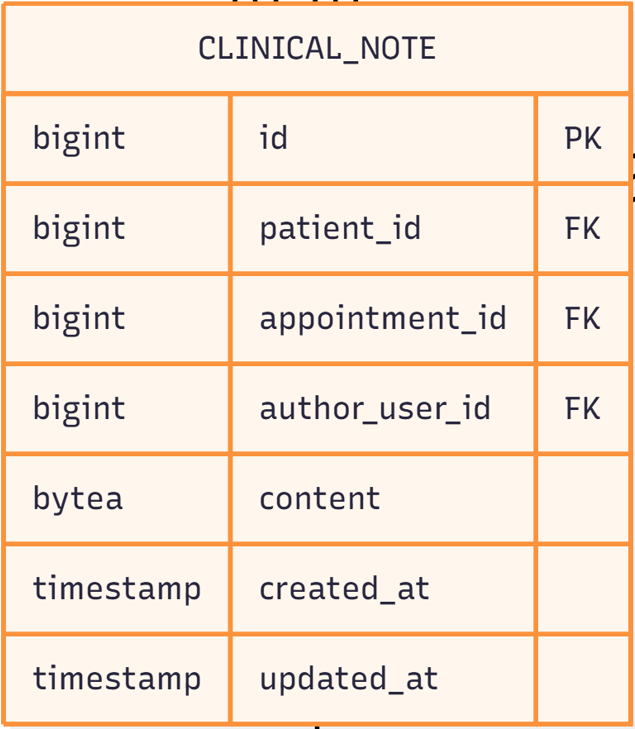 CLINICAL_NOTE
bigint id PK
bigint patient_id FK
bigint appointment_id FK
bigint author_user_id FK
bytea content
timestamp created_at
timestamp updated_at